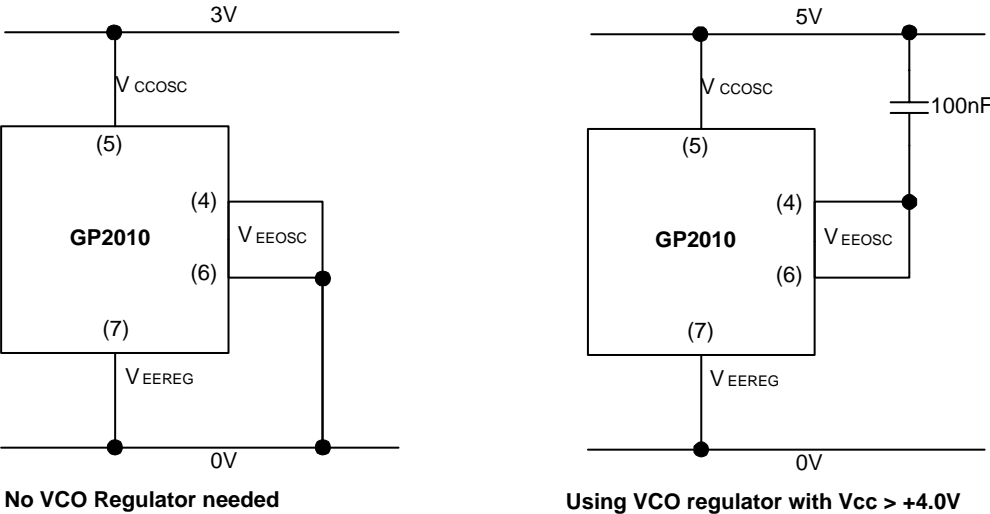 3V
V CCOSC
(5)
(4)
GP2010
V EEOSC
(6)
(7)
V EEREG
0V
No VCO Regulator needed
5V
V CCOSC
100nF
(5)
(4)
GP2010
V EEOSC
(6)
(7)
V EEREG
0V
Using VCO regulator with Vcc > +4.0V